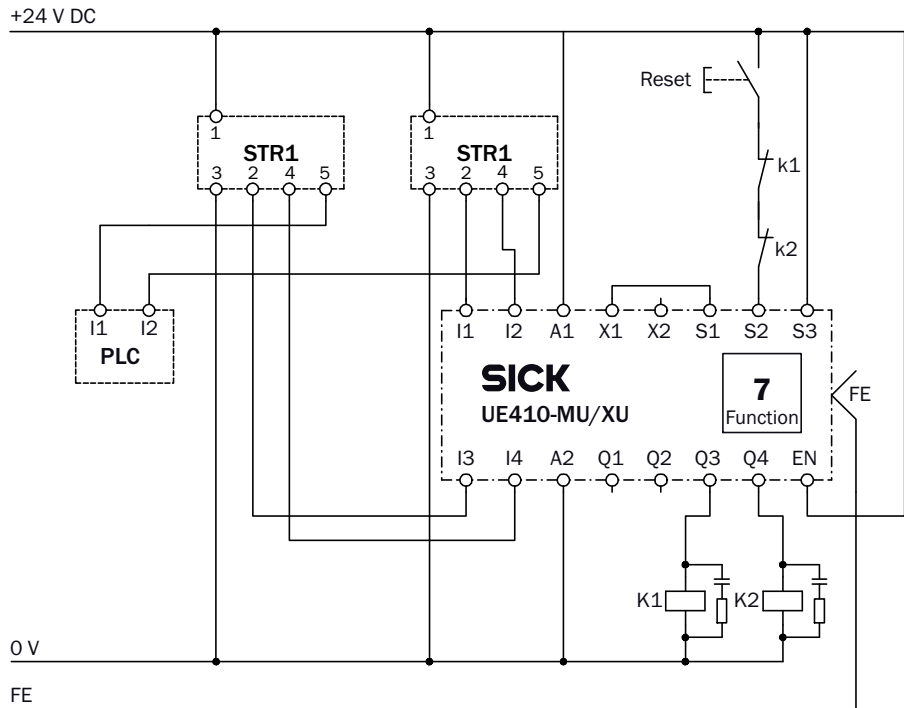 +24 V DC
Reset
1
STR1
3 2 4 5
1
STR1
3 2 4 5
k1
k2
I1 I2
PLC
I1 I2 A1 X1 X2 S1 S2 S3
SICK
UE410-MU/XU
7
Function
FE
I3 I4 A2 Q1 Q2 Q3 Q4 EN
K1
K2
0 V
FE